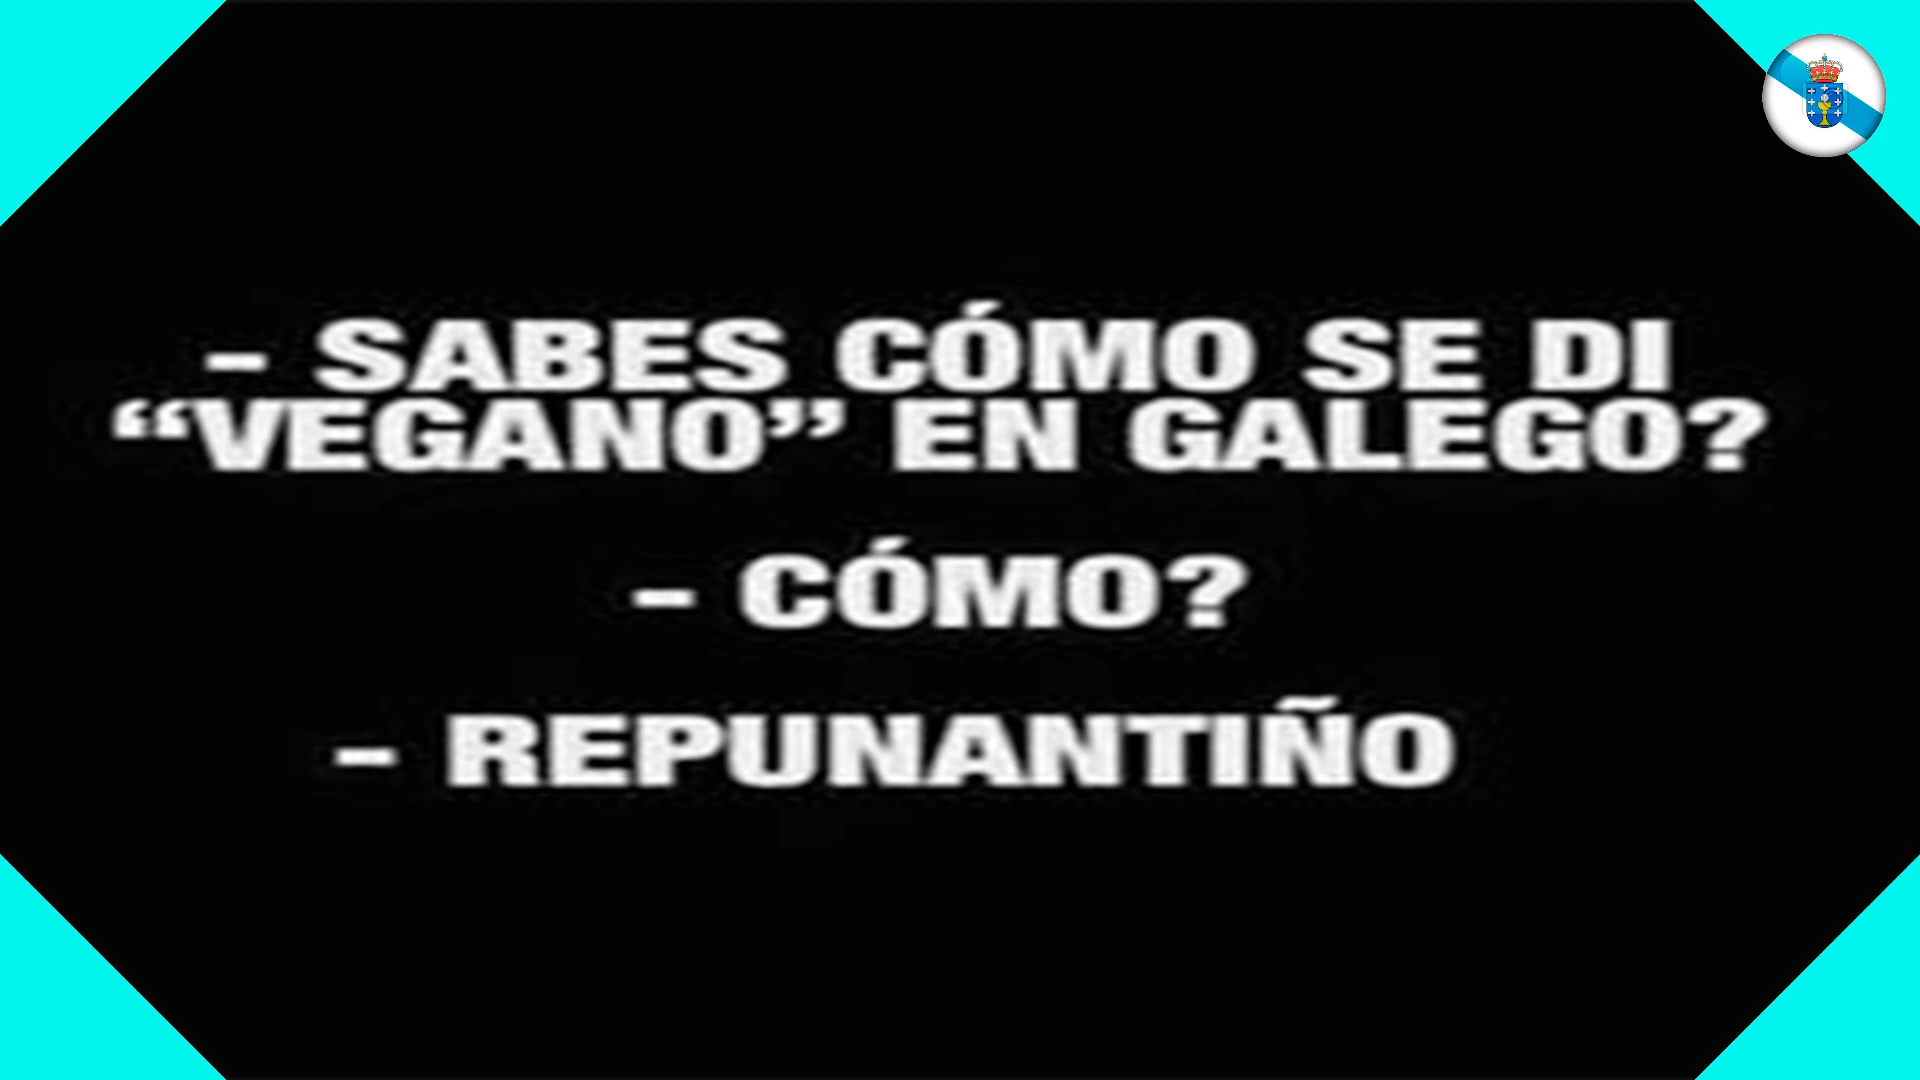 - SABES CÓMO SE DI
“VEGANO” EN GALEGO?
- CÓMO?
- REPUNANTIÑO